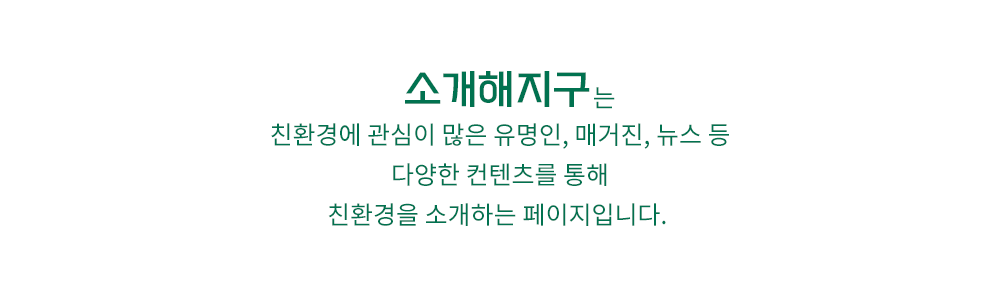 소개해지구는
친환경에 관심이 많은 유명인, 매거진, 뉴스 등
다양한 컨텐츠를 통해
친환경을 소개하는 페이지입니다.